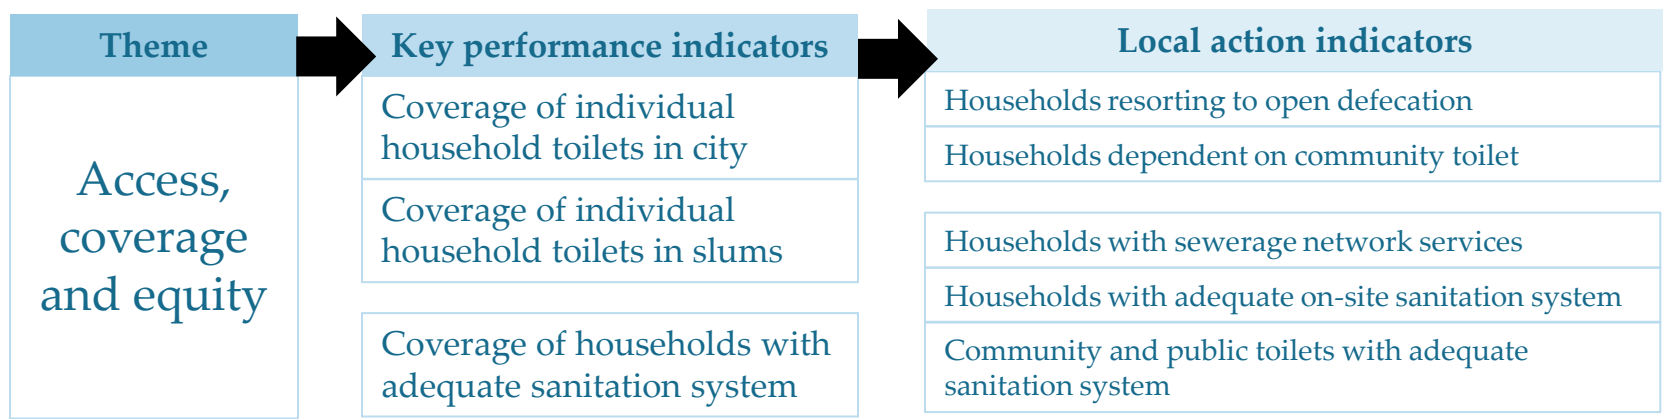 Theme
Access,
coverage
and equity
Key performance indicators
Coverage of individual
household toilets in city
Coverage of individual
household toilets in slums
Coverage of households with
adequate sanitation system
Local action indicators
Households resorting to open defecation
Households dependent on community toilet
Households with sewerage network services
Households with adequate on-site sanitation system
Community and public toilets with adequate
sanitation system